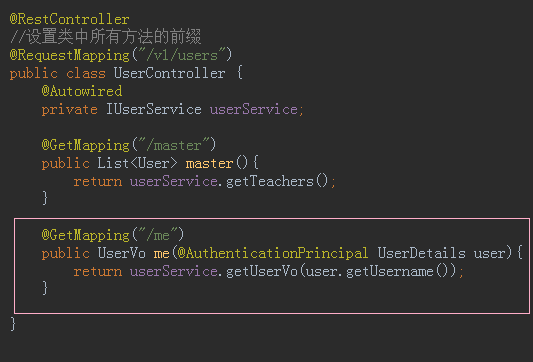 @RestController
//设置类中所有方法的前缀
@RequestMapping("/v1/users")
public class UserController {
@Autowired
private IUserService userService;
@GetMapping("/master")
public List<User> master(){
return userService.getTeachers();
}
@GetMapping("/me")
public UserVo me(@AuthenticationPrincipal UserDetails user){
return userService.getUserVo(user.getUsername());
}
}